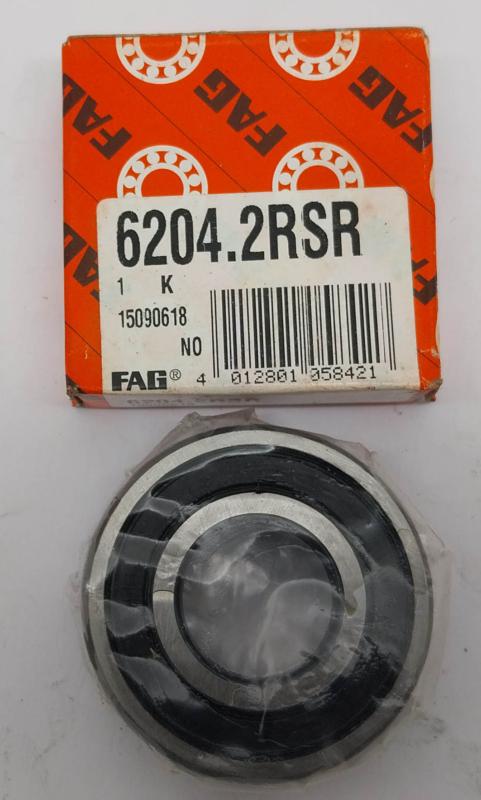 FAG
FAG
FAG
FAG
6204.2RSR
1 K
15090618
NO
FAG®
4 012801 058421